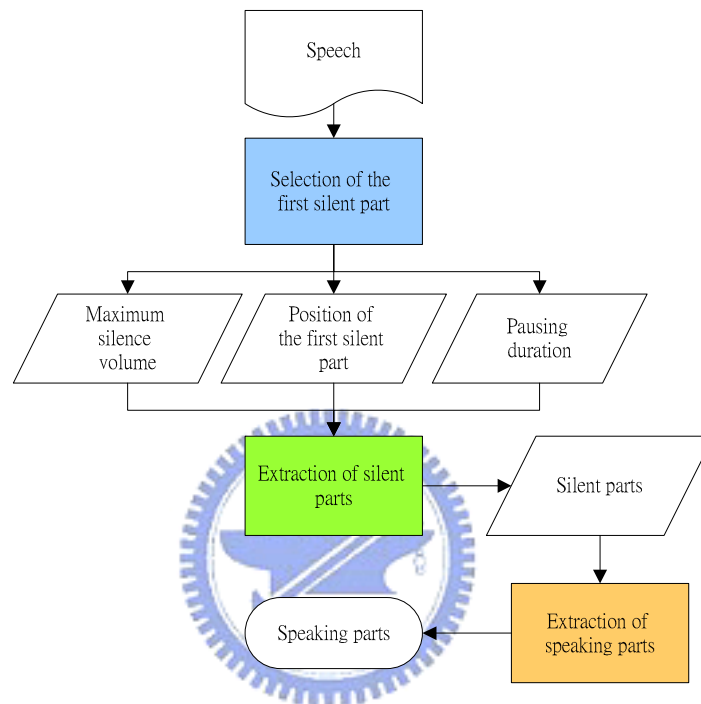 Speech
Selection of the
first silent part
Maximum
silence
volume
Position of
the first silent
part
Pausing
duration
Extraction of silent
parts
Silent parts
Extraction of
speaking parts
Speaking parts